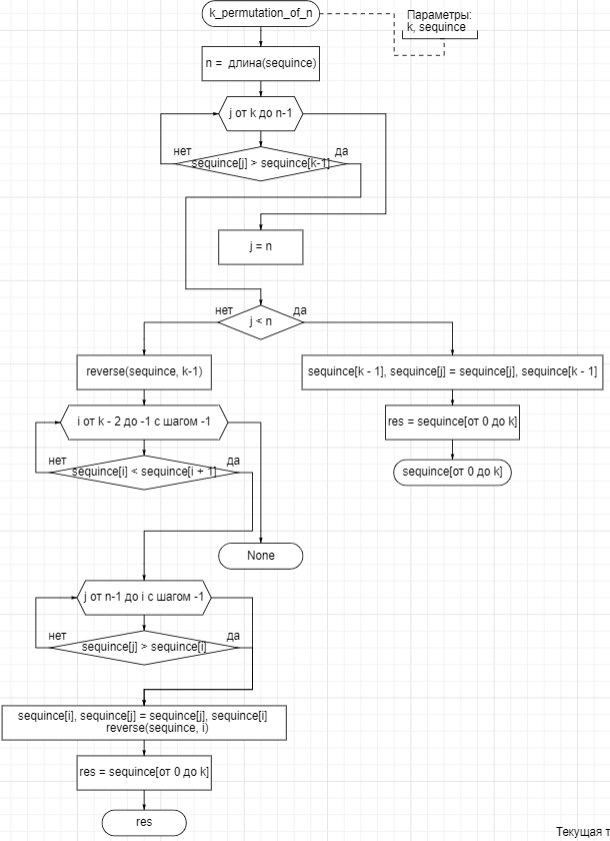 k_permutation_of_n
Параметры:
k, sequince
n = длина(sequince)
j от k до n-1
нет
да
sequince[j] > sequince[k-1]
j = n
нет
да
j < n
reverse(sequince, k-1)
sequince[k - 1], sequince[j] = sequince[j], sequince[k - 1]
i от k - 2 до -1 с шагом -1
res = sequince[от 0 до k]
нет
да
sequince[i] < sequince[i + 1]
sequince[от 0 до k]
None
j от n-1 до i с шагом -1
нет
да
sequince[j] > sequince[i]
sequince[i], sequince[j] = sequince[j], sequince[i]
reverse(sequince, i)
res = sequince[от 0 до k]
res
Текущая т